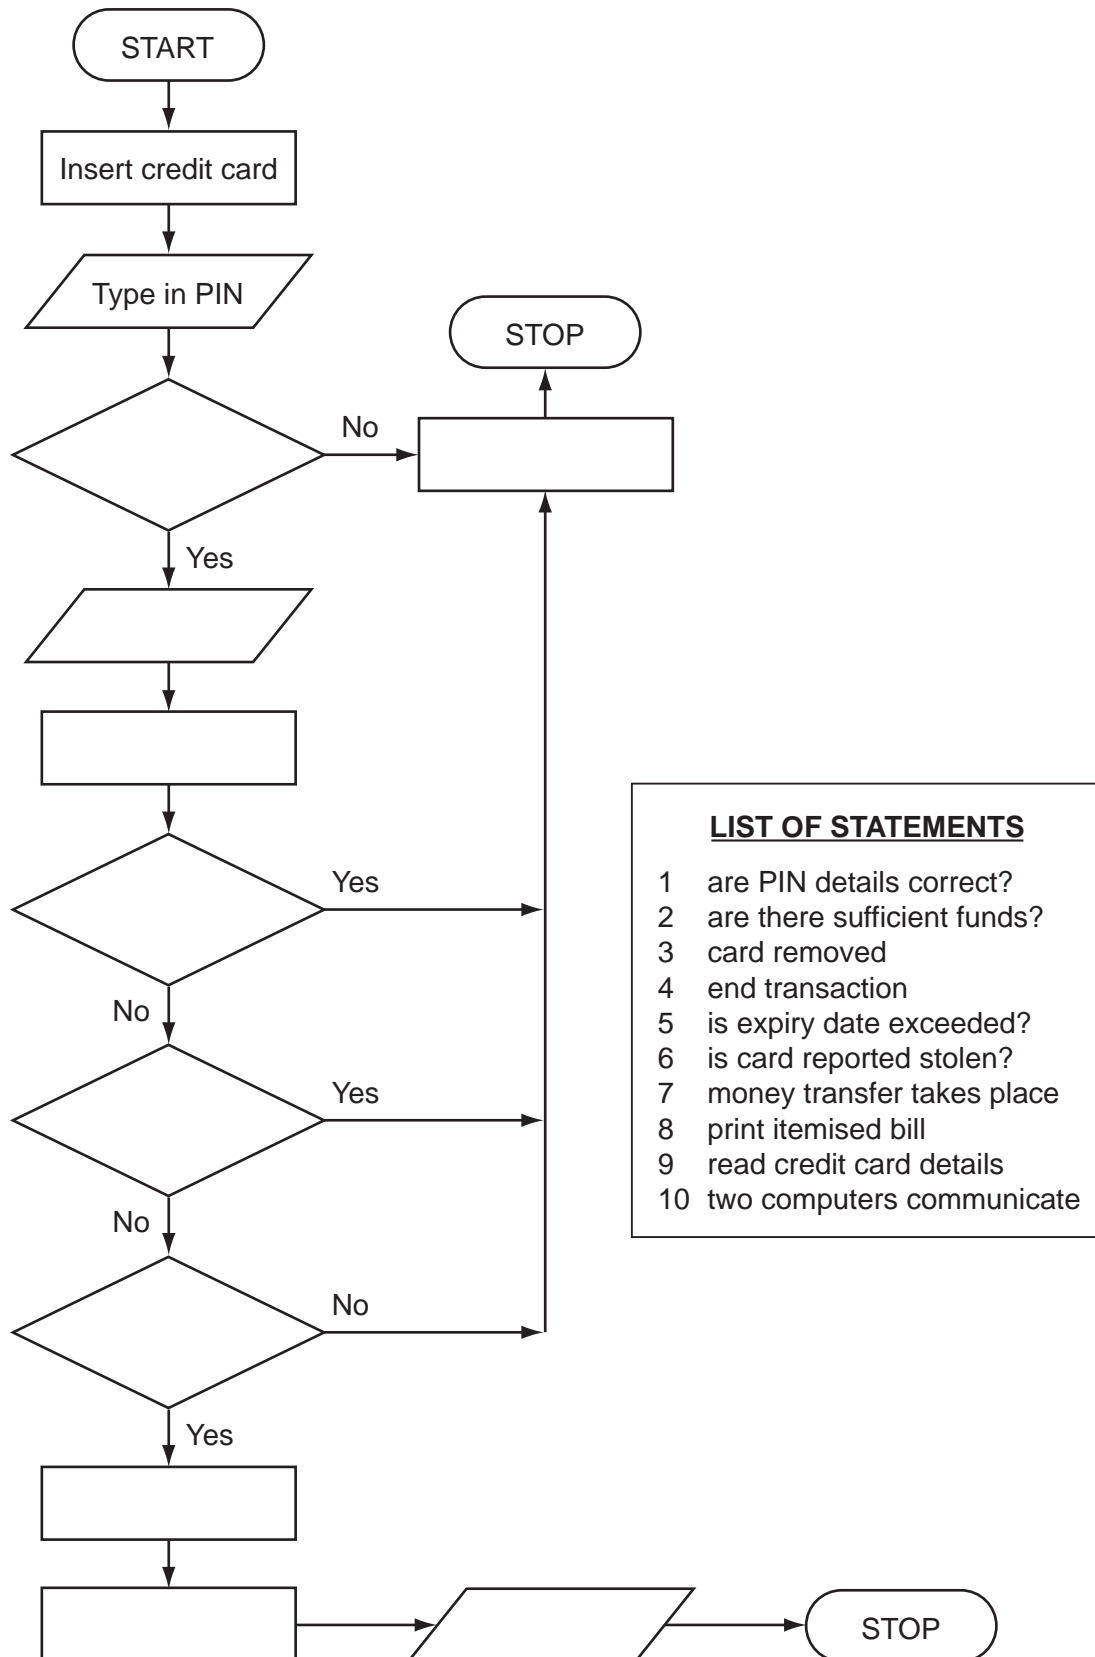 START
Insert credit card
Type in PIN
STOP
No
Yes
Yes
No
Yes
No
No
Yes
STOP
LIST OF STATEMENTS
1 are PIN details correct?
2 are there sufficient funds?
3 card removed
4 end transaction
5 is expiry date exceeded?
6 is card reported stolen?
7 money transfer takes place
8 print itemised bill
9 read credit card details
10 two computers communicate